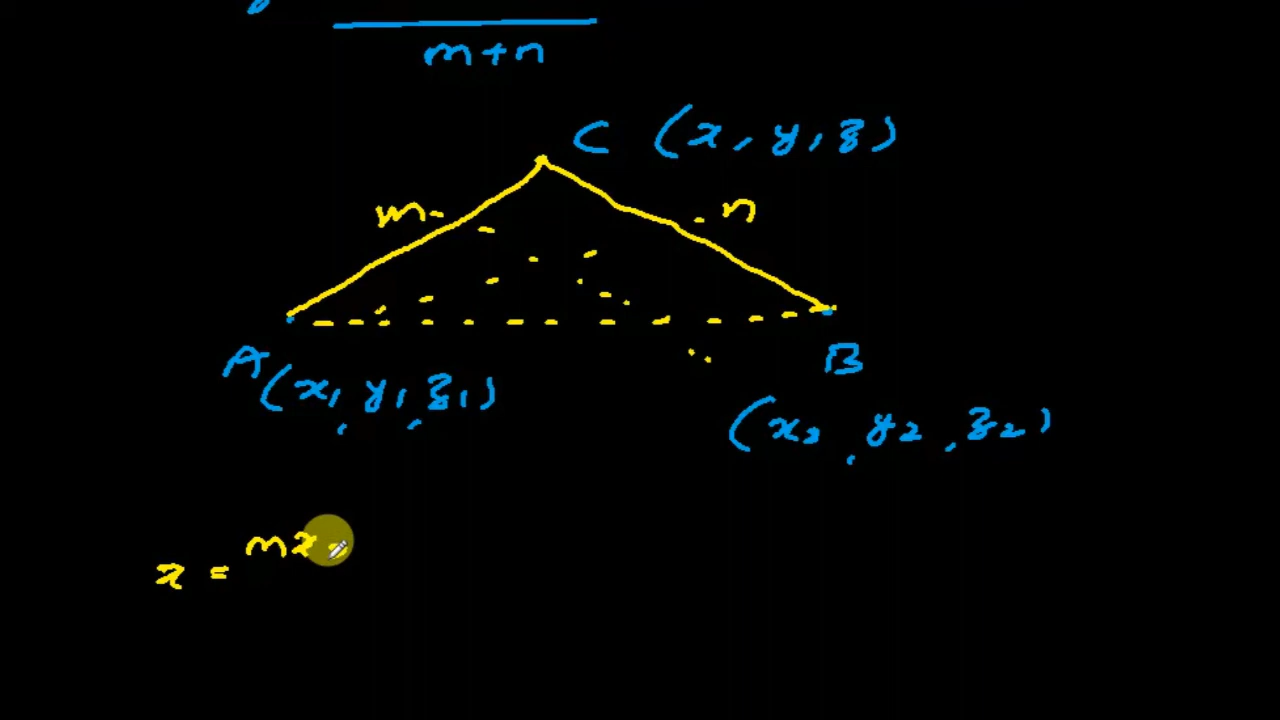 m+n
C (x, y, z)
m
n
A
B
(x1, y1, z1)
(x2, y2, z2)
x = mx